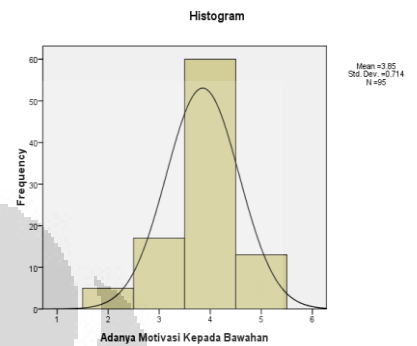 Histogram
Mean =3.85
Std. Dev. =0.714
N =95
Frequency
60
50
40
30
20
10
0
1 2 3 4 5 6
Adanya Motivasi Kepada Bawahan